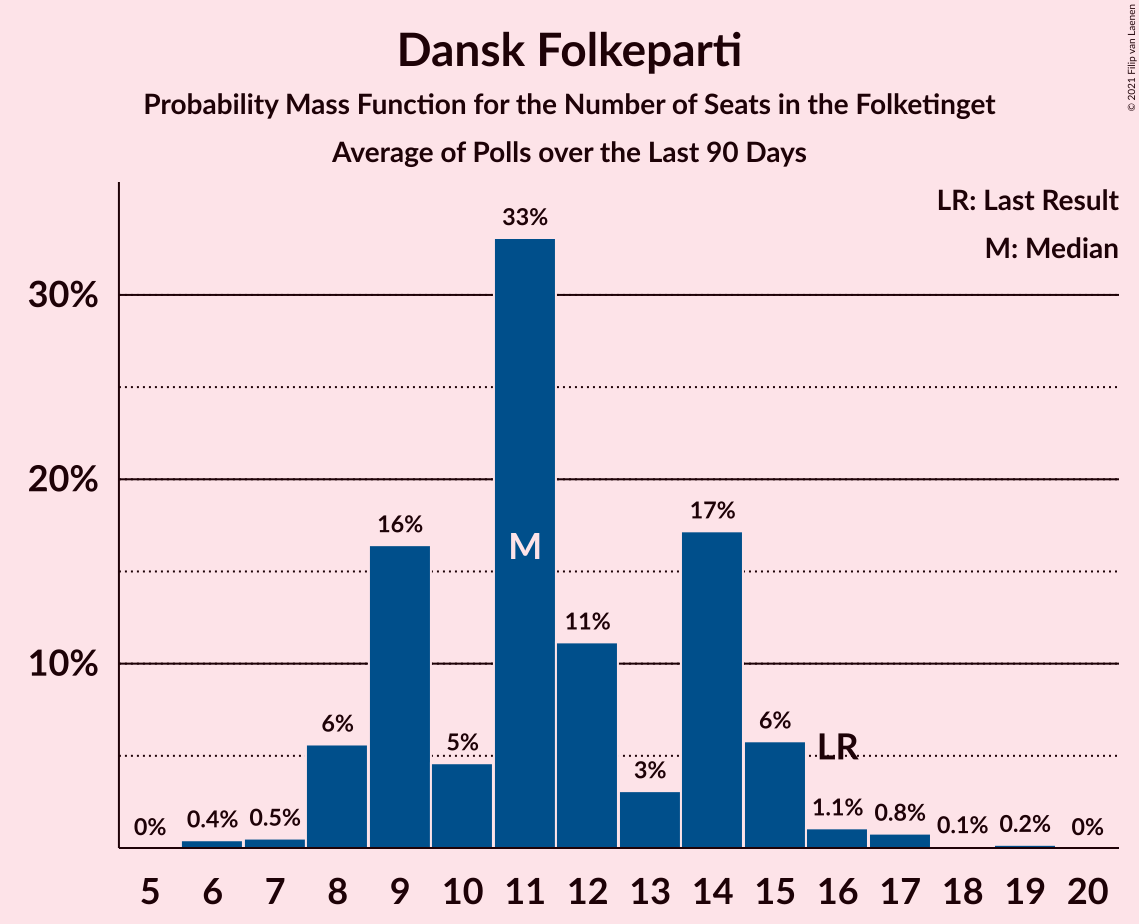 © 2021 Filip van Laenen
Dansk Folkeparti
Probability Mass Function for the Number of Seats in the Folketinget
Average of Polls over the Last 90 Days
LR: Last Result
M: Median
33%
30%
20%
17%
16%
M
11%
10%
6%
6%
5%
LR
3%
0%
0.4%
0.5%
1.1%
0.8%
0.1%
0.2%
0%
5 6 7 8 9 10 11 12 13 14 15 16 17 18 19 20